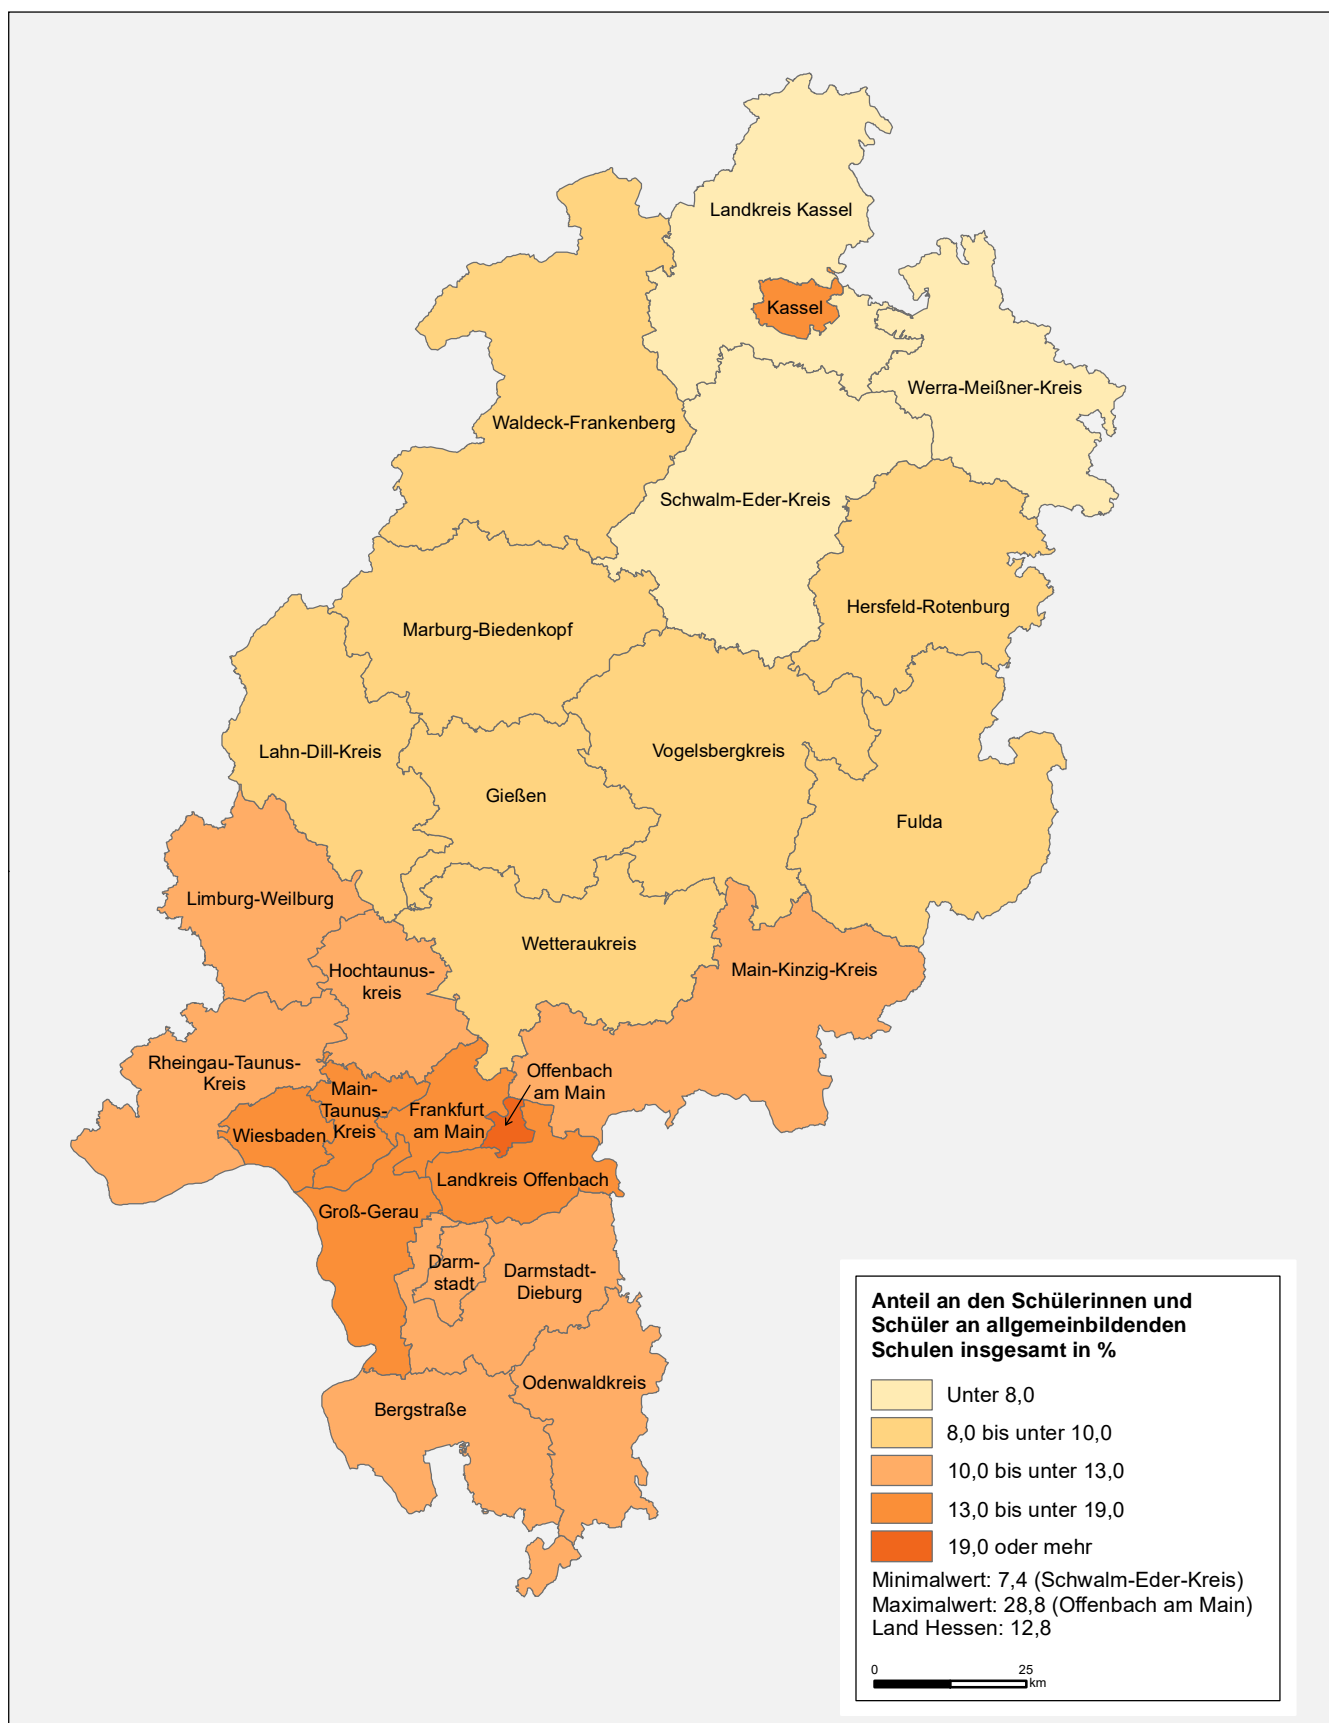 Landkreis Kassel
Kassel
Werra-Meißner-Kreis
Waldeck-Frankenberg
Schwalm-Eder-Kreis
Hersfeld-Rotenburg
Marburg-Biedenkopf
Lahn-Dill-Kreis
Vogelsbergkreis
Gießen
Fulda
Limburg-Weilburg
Wetteraukreis
Main-Kinzig-Kreis
Hochtaunus-
kreis
Rheingau-Taunus-
Kreis
Offenbach
am Main
Main-
Taunus-
Kreis
Frankfurt
am Main
Wiesbaden
Landkreis Offenbach
Groß-Gerau
Darm-
stadt
Darmstadt-
Dieburg
Odenwaldkreis
Bergstraße
Anteil an den Schülerinnen und
Schüler an allgemeinbildenden
Schulen insgesamt in %
Unter 8,0
8,0 bis unter 10,0
10,0 bis unter 13,0
13,0 bis unter 19,0
19,0 oder mehr
Minimalwert: 7,4 (Schwalm-Eder-Kreis)
Maximalwert: 28,8 (Offenbach am Main)
Land Hessen: 12,8
0 25
km